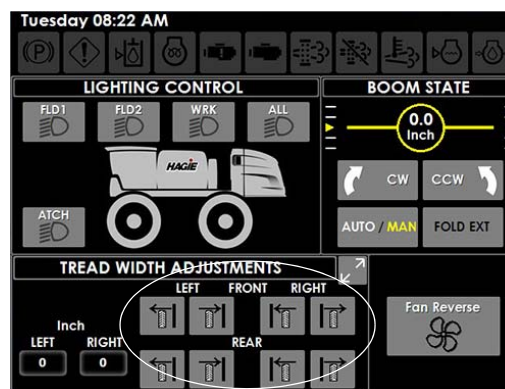 Tuesday 08:22 AM
LIGHTING CONTROL
FLD1 FLD2 WRK ALL
HAGIE
ATCH
BOOM STATE
0.0
Inch
CW CCW
AUTO / MAN FOLD EXT
TREAD WIDTH ADJUSTMENTS
LEFT FRONT RIGHT
Inch
LEFT RIGHT
0 0
REAR
Fan Reverse